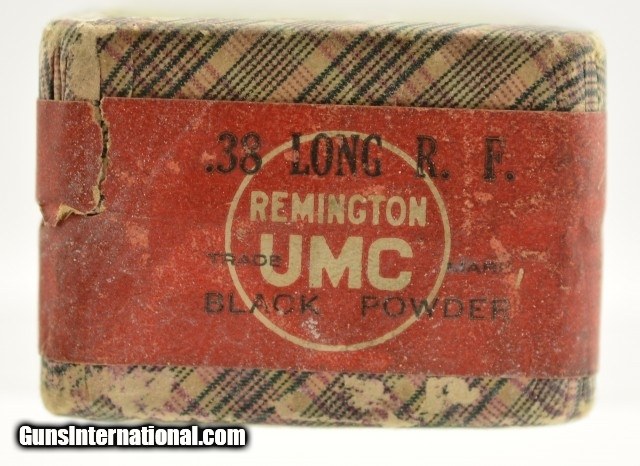 .38 LONG R. F.
REMINGTON
UMC
TRADE MARK
BLACK POWDER
GunsInternational.com